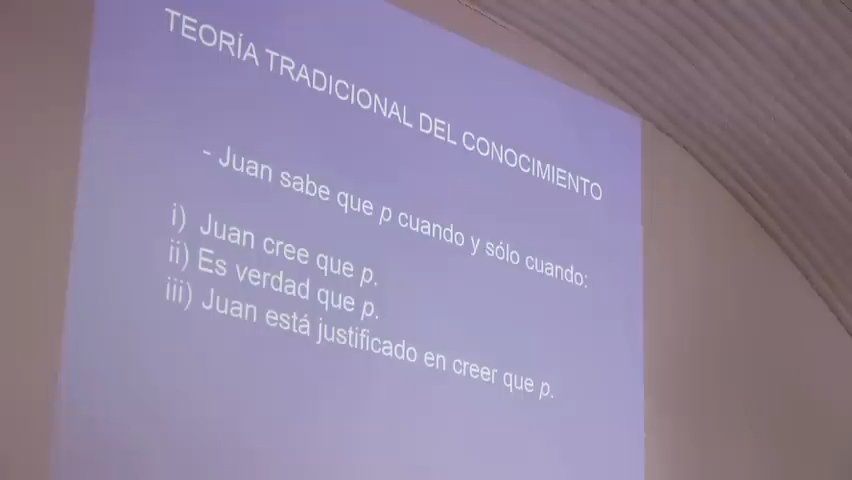 TEORÍA TRADICIONAL DEL CONOCIMIENTO
- Juan sabe que p cuando y sólo cuando:
i) Juan cree que p.
ii) Es verdad que p.
iii) Juan está justificado en creer que p.